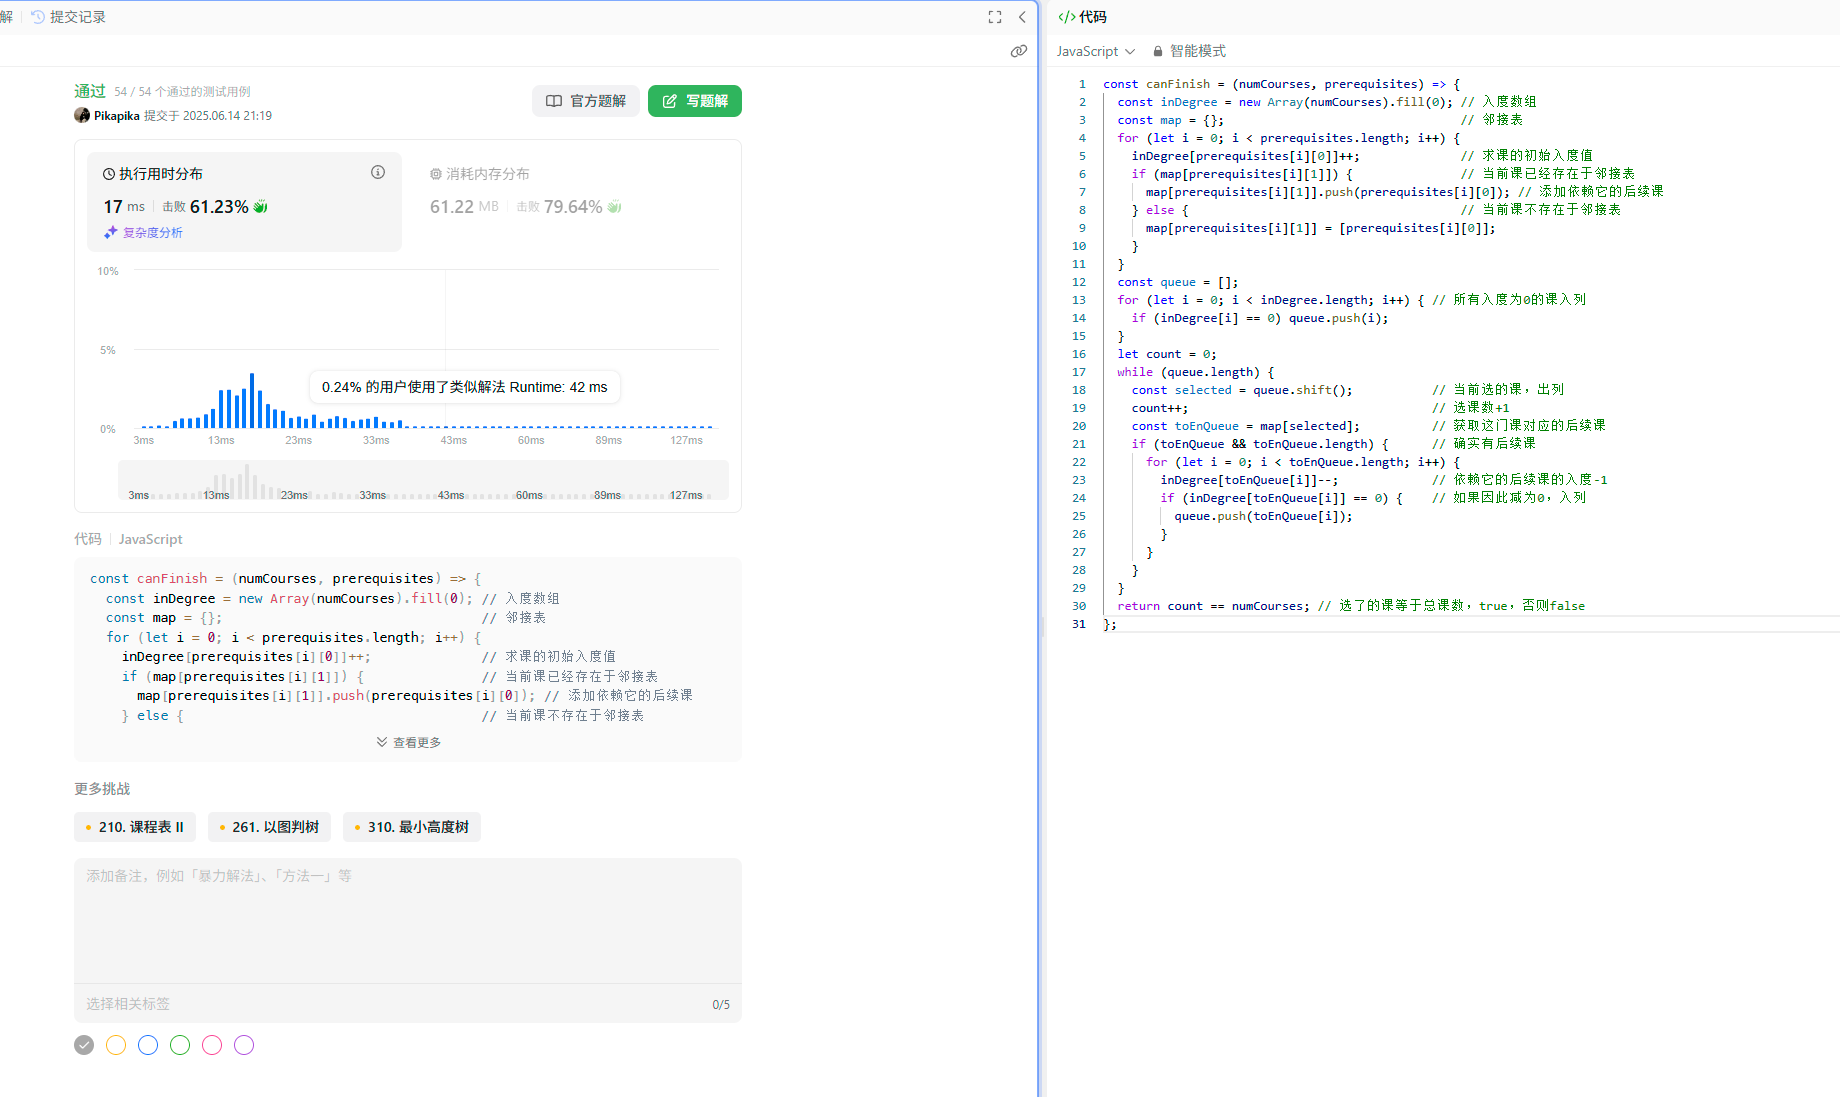 解 提交记录
通过 54 / 54 个通过的测试用例
Pikapika 提交于 2025.06.14 21:19
官方题解
写题解
执行用时分布
17 ms 击败 61.23%
复杂度分析
消耗内存分布
61.22 MB 击败 79.64%
10%
5%
0%
0.24% 的用户使用了类似解法 Runtime: 42 ms
3ms 13ms 23ms 33ms 43ms 60ms 89ms 127ms
3ms 13ms 23ms 33ms 43ms 60ms 89ms 127ms
代码 JavaScript
const canFinish = (numCourses, prerequisites) => {
  const inDegree = new Array(numCourses).fill(0); // 入度数组
  const map = {};                                 // 邻接表
  for (let i = 0; i < prerequisites.length; i++) {
    inDegree[prerequisites[i][0]]++;              // 求课的初始入度值
    if (map[prerequisites[i][1]]) {               // 当前课已经存在于邻接表
      map[prerequisites[i][1]].push(prerequisites[i][0]); // 添加依赖它的后续课
    } else {                                      // 当前课不存在于邻接表
查看更多
更多挑战
210. 课程表 II
261. 以图判树
310. 最小高度树
添加备注，例如「暴力解法」、「方法一」等
选择相关标签 0/5
代码
JavaScript 智能模式
1 const canFinish = (numCourses, prerequisites) => {
2   const inDegree = new Array(numCourses).fill(0); // 入度数组
3   const map = {};                                 // 邻接表
4   for (let i = 0; i < prerequisites.length; i++) {
5     inDegree[prerequisites[i][0]]++;              // 求课的初始入度值
6     if (map[prerequisites[i][1]]) {               // 当前课已经存在于邻接表
7       map[prerequisites[i][1]].push(prerequisites[i][0]); // 添加依赖它的后续课
8     } else {                                      // 当前课不存在于邻接表
9       map[prerequisites[i][1]] = [prerequisites[i][0]];
10     }
11   }
12   const queue = [];
13   for (let i = 0; i < inDegree.length; i++) { // 所有入度为0的课入列
14     if (inDegree[i] == 0) queue.push(i);
15   }
16   let count = 0;
17   while (queue.length) {
18     const selected = queue.shift();           // 当前选的课，出列
19     count++;                                  // 选课数+1
20     const toEnQueue = map[selected];          // 获取这门课对应的后续课
21     if (toEnQueue && toEnQueue.length) {      // 确实有后续课
22       for (let i = 0; i < toEnQueue.length; i++) {
23         inDegree[toEnQueue[i]]--;             // 依赖它的后续课的入度-1
24         if (inDegree[toEnQueue[i]] == 0) {    // 如果因此减为0，入列
25           queue.push(toEnQueue[i]);
26         }
27       }
28     }
29   }
30   return count == numCourses; // 选了的课等于总课数，true，否则false
31 };